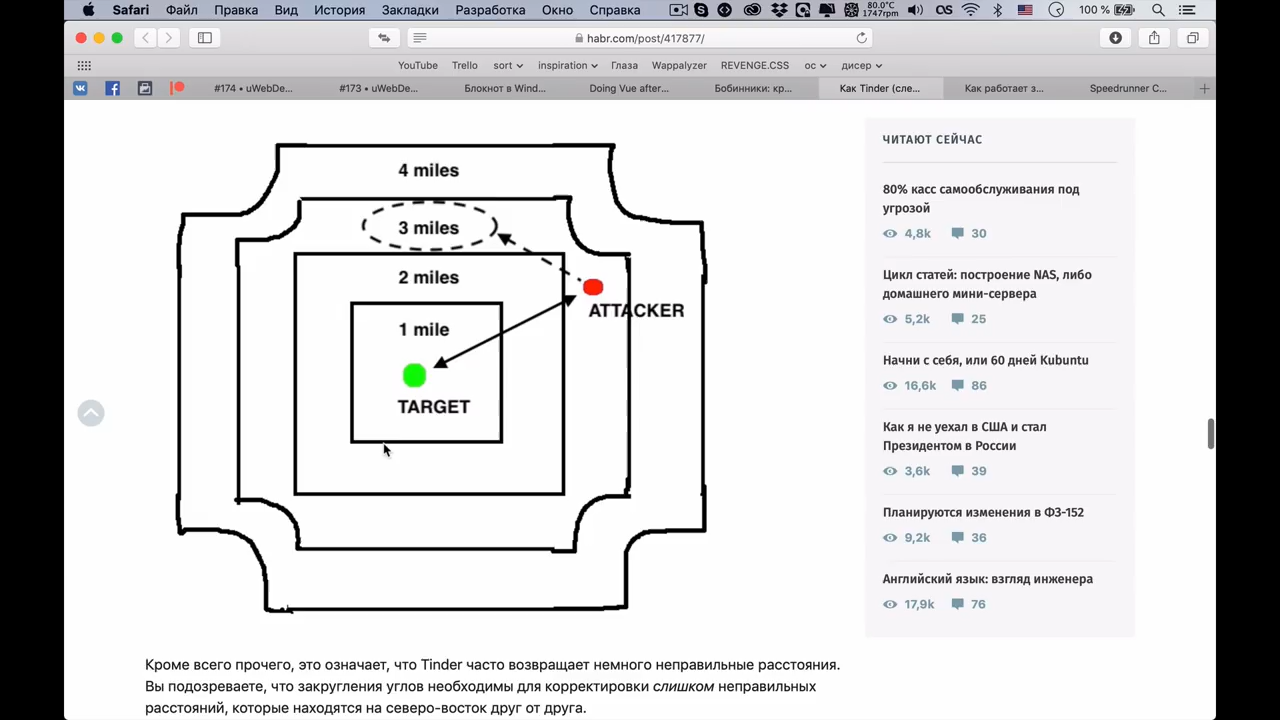 Safari Файл Правка Вид История Закладки Разработка Окно Справка 80.0°C 1747rpm 100 %
habr.com/post/417877/
YouTube Trello sort inspiration Глаза Wappalyzer REVENGE.CSS ос дисер
#174 • uWebDe... #173 • uWebDe... Блокнот в Wind... Doing Vue after... Бобинники: кр... Как Tinder (сле... Как работает з... Speedrunner C...
4 miles
3 miles
2 miles
ATTACKER
1 mile
TARGET
Кроме всего прочего, это означает, что Tinder часто возвращает немного неправильные расстояния.
Вы подозреваете, что закругления углов необходимы для корректировки слишком неправильных
расстояний, которые находятся на северо-восток друг от друга.
ЧИТАЮТ СЕЙЧАС
80% касс самообслуживания под
угрозой
4,8k 30
Цикл статей: построение NAS, либо
домашнего мини-сервера
5,2k 25
Начни с себя, или 60 дней Kubuntu
16,6k 86
Как я не уехал в США и стал
Президентом в России
3,6k 39
Планируются изменения в ФЗ-152
9,2k 36
Английский язык: взгляд инженера
17,9k 76